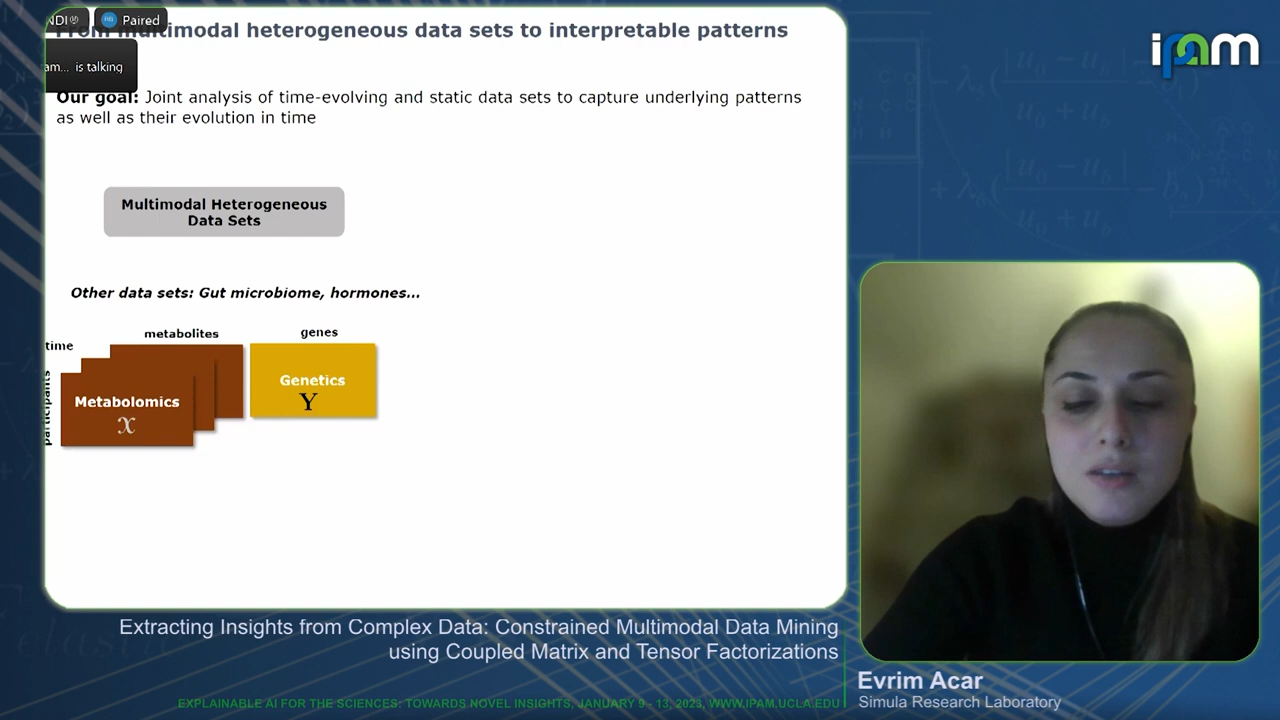 NDI
Paired
From multimodal heterogeneous data sets to interpretable patterns
am... is talking
Our goal: Joint analysis of time-evolving and static data sets to capture underlying patterns
as well as their evolution in time
Multimodal Heterogeneous
Data Sets
Other data sets: Gut microbiome, hormones...
time
metabolites
genes
participants
Metabolomics
X
Genetics
Y
ipam
Extracting Insights from Complex Data: Constrained Multimodal Data Mining
using Coupled Matrix and Tensor Factorizations
Evrim Acar
Simula Research Laboratory
EXPLAINABLE AI FOR THE SCIENCES: TOWARDS NOVEL INSIGHTS, JANUARY 9 - 13, 2023, WWW.IPAM.UCLA.EDU